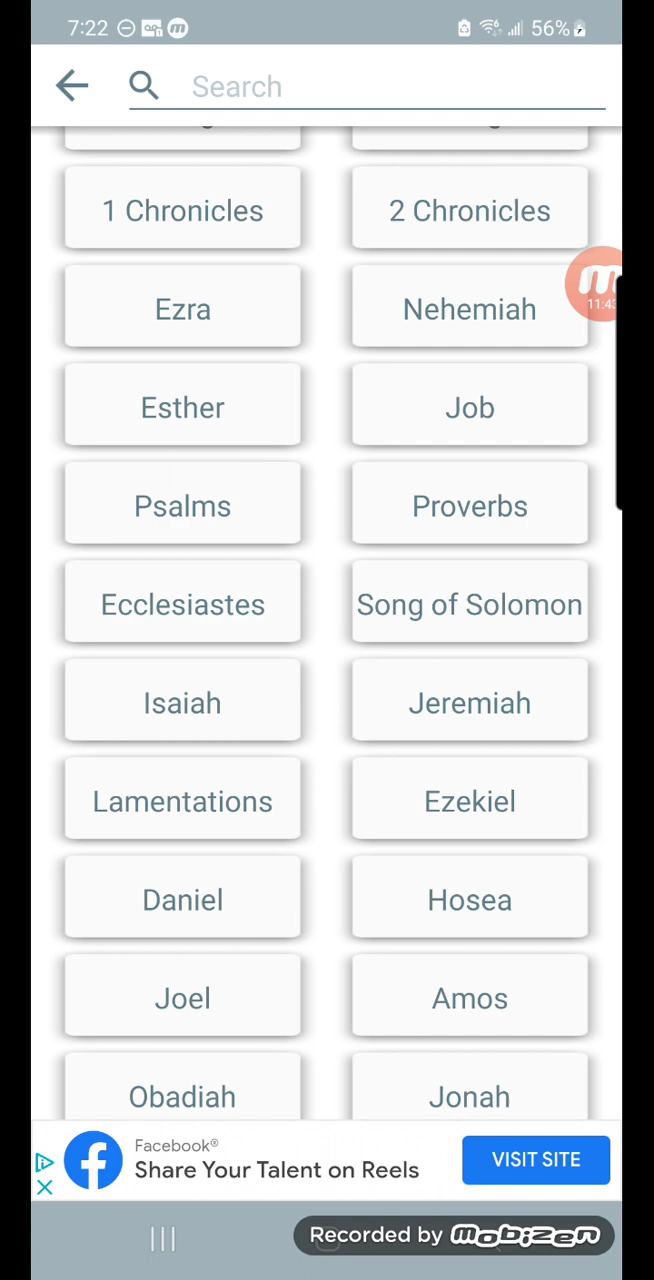 7:22 56%
Search
1 Chronicles 2 Chronicles
11:43
Ezra Nehemiah
Esther Job
Psalms Proverbs
Ecclesiastes Song of Solomon
Isaiah Jeremiah
Lamentations Ezekiel
Daniel Hosea
Joel Amos
Obadiah Jonah
Facebook®
Share Your Talent on Reels
VISIT SITE
Recorded by mobizen